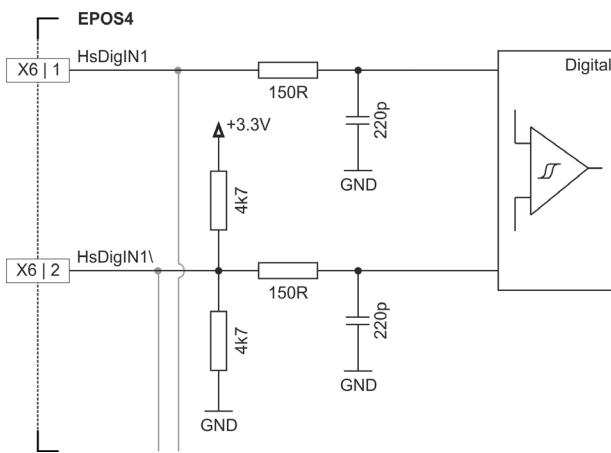 EPOS4
X6 | 1
HsDigIN1
Digital
150R
220p
+3.3V
GND
4k7
X6 | 2
HsDigIN1\
150R
220p
4k7
GND
GND